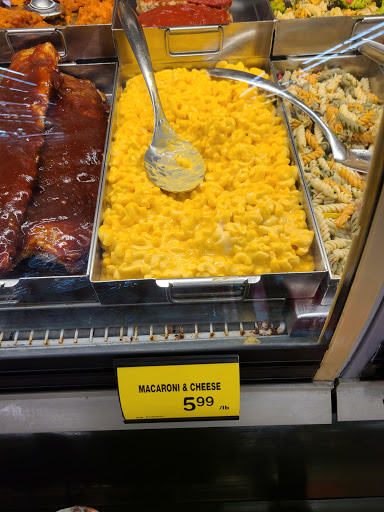 MACARONI & CHEESE
5.99 /lb